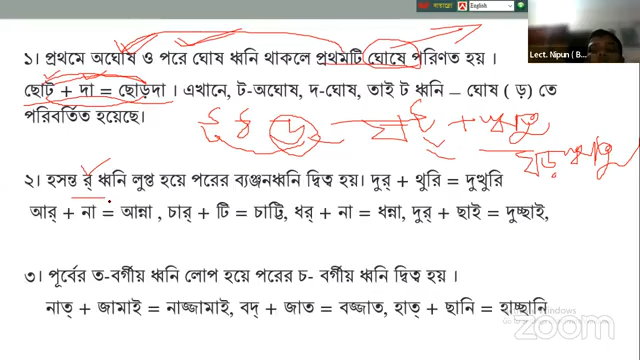 English
Lect. Nipun ( B...
১। প্রথমে অঘোষ ও পরে ঘোষ ধ্বনি থাকলে প্রথমটি ঘোষে পরিণত হয় ।
ছোট + দা = ছোড়দা । এখানে, ট-অঘোষ, দ-ঘোষ, তাই ট ধ্বনি – ঘোষ ( ড় ) তে
পরিবর্তিত হয়েছে।
ট ঠ ড
২। হসন্ত র্ ধ্বনি লুপ্ত হয়ে পরের ব্যঞ্জনধ্বনি দ্বিত্ব হয়। দুর্ + থুরি = দুত্থুরি
আর্ + না = আন্না , চার্ + টি = চাট্টি, ধর্ + না = ধন্না, দুর্ + ছাই = দুচ্ছাই,
৩। পূর্বের ত-বর্গীয় ধ্বনি লোপ হয়ে পরের চ- বর্গীয় ধ্বনি দ্বিত্ব হয় ।
নাত্ + জামাই = নাজ্জামাই, বদ্ + জাত = বজ্জাত, হাত্ + ছানি = হাচ্ছানি